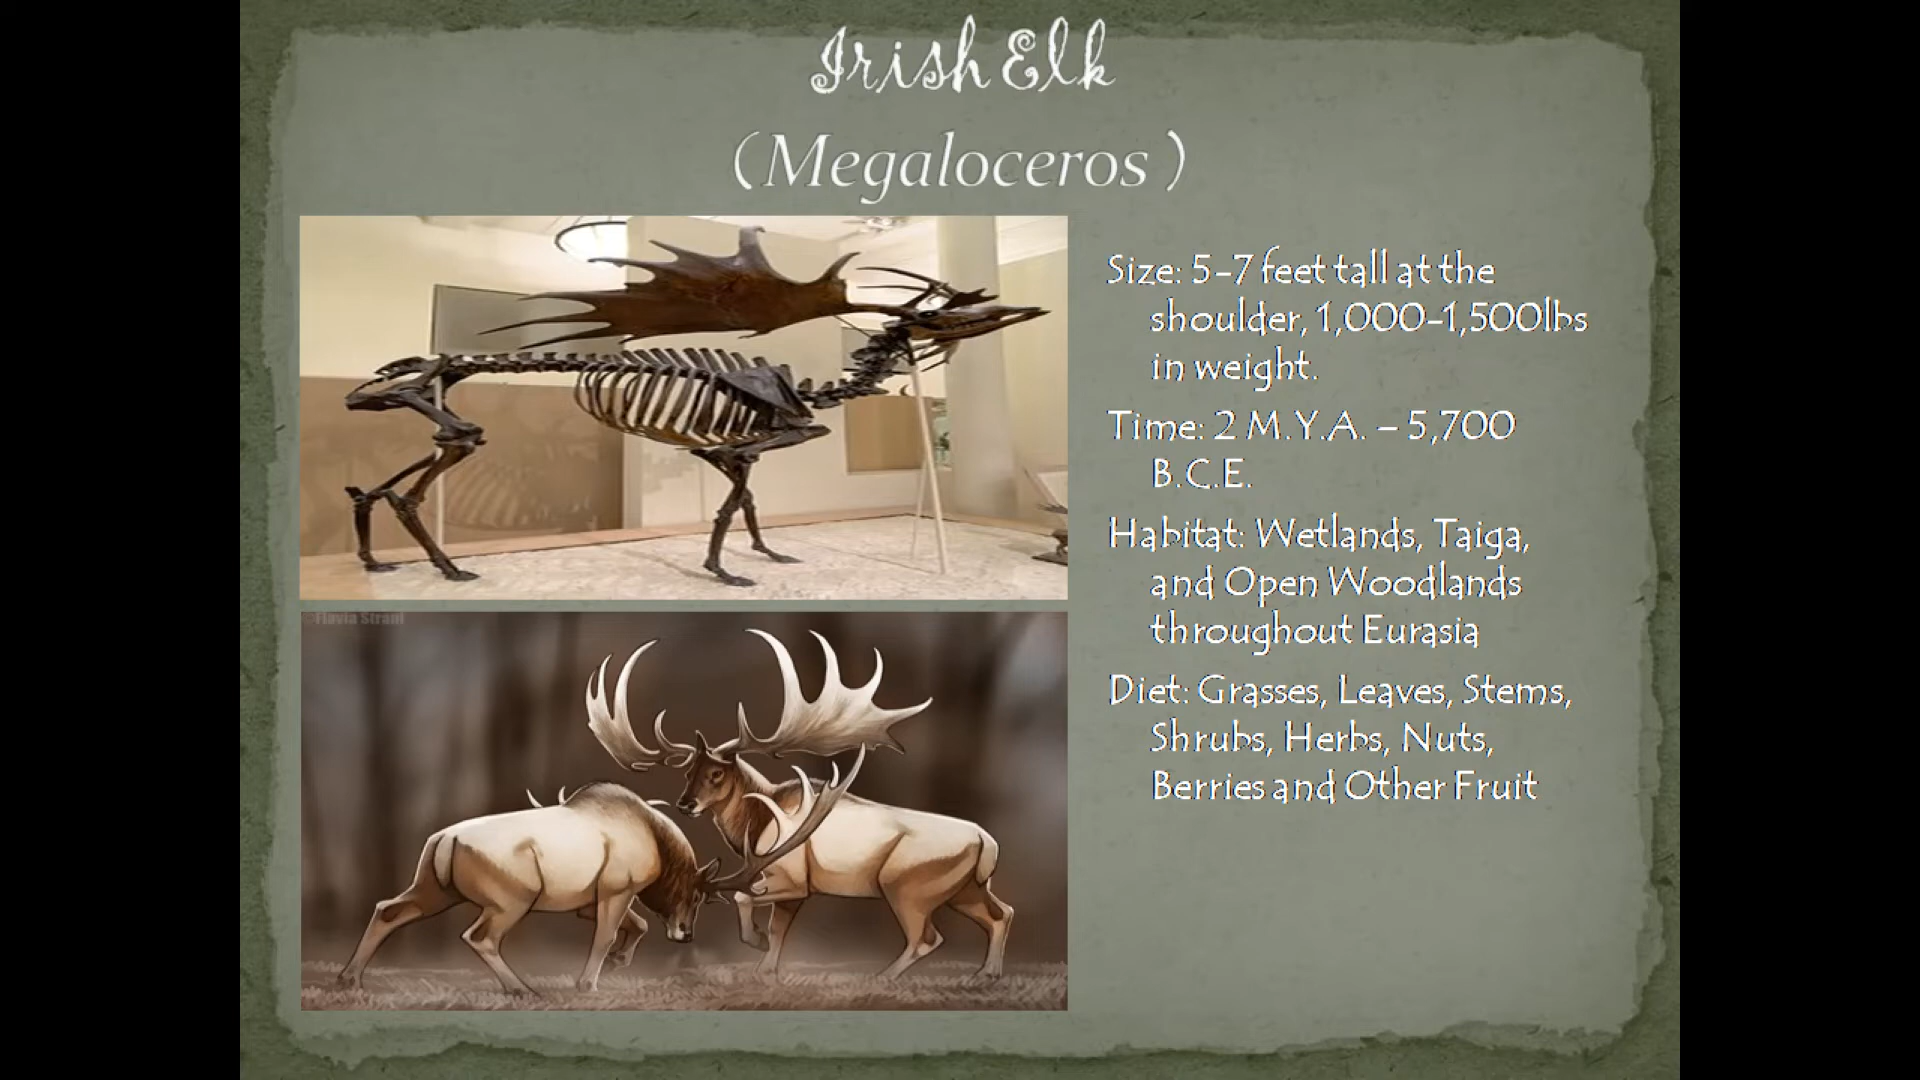 Irish Elk
(Megaloceros )
Size: 5-7 feet tall at the
shoulder, 1,000-1,500lbs
in weight.
Time: 2 M.Y.A. – 5,700
B.C.E.
Habitat: Wetlands, Taiga,
and Open Woodlands
throughout Eurasia
©Flavia Strani
Diet: Grasses, Leaves, Stems,
Shrubs, Herbs, Nuts,
Berries and Other Fruit